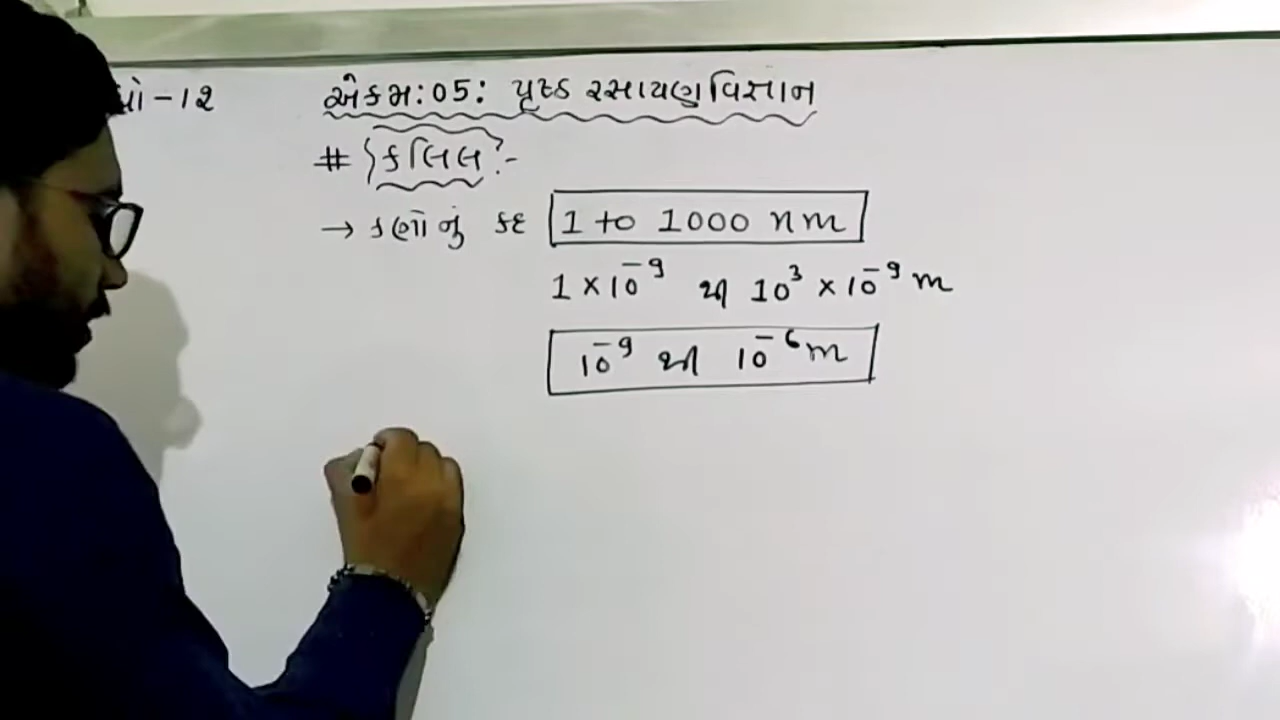 એકમ:05: પૃષ્ઠ રસાયણવિજ્ઞાન
# કલિલ:-
→ કણોનું કદ 1 to 1000 nm
1×10⁻⁹ થી 10³ ×10⁻⁹ m
10⁻⁹ થી 10⁻⁶ m